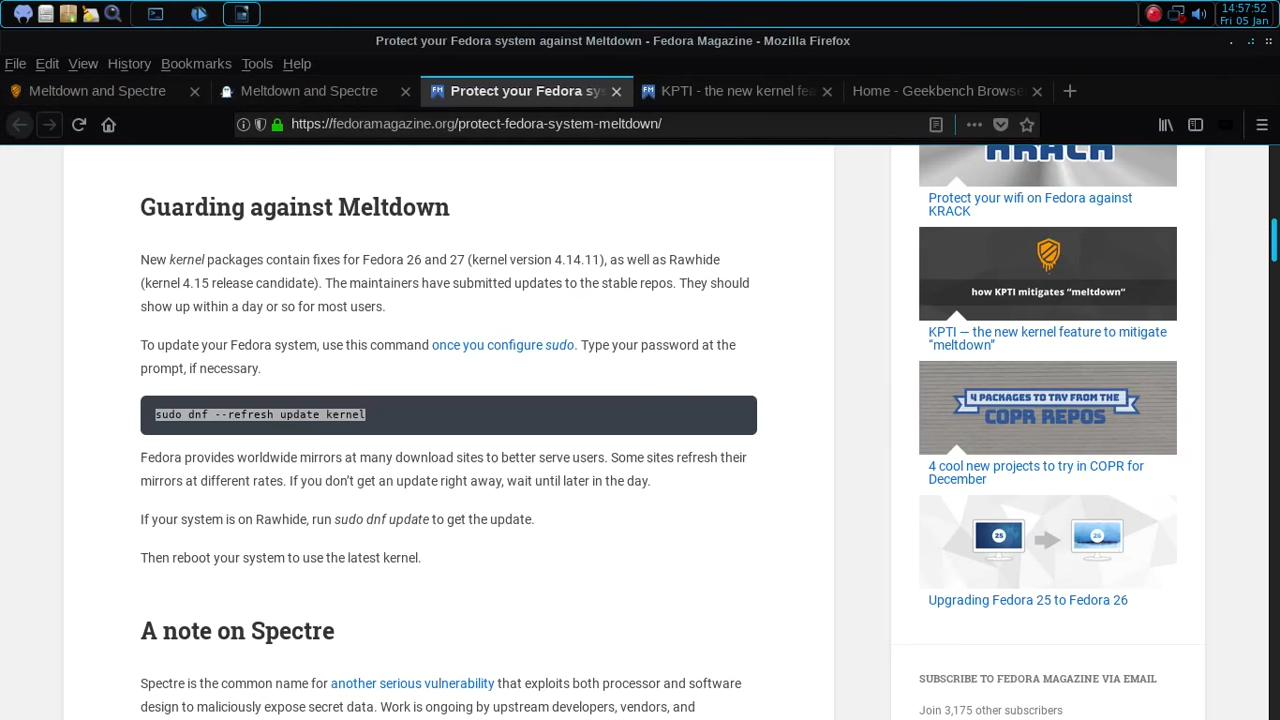 14:57:52
Fri 05 Jan
Protect your Fedora system against Meltdown - Fedora Magazine - Mozilla Firefox
File Edit View History Bookmarks Tools Help
Meltdown and Spectre
Meltdown and Spectre
Protect your Fedora sys
KPTI - the new kernel fea
Home - Geekbench Browse
https://fedoramagazine.org/protect-fedora-system-meltdown/
Guarding against Meltdown
New kernel packages contain fixes for Fedora 26 and 27 (kernel version 4.14.11), as well as Rawhide
(kernel 4.15 release candidate). The maintainers have submitted updates to the stable repos. They should
show up within a day or so for most users.
To update your Fedora system, use this command once you configure sudo. Type your password at the
prompt, if necessary.
sudo dnf --refresh update kernel
Fedora provides worldwide mirrors at many download sites to better serve users. Some sites refresh their
mirrors at different rates. If you don’t get an update right away, wait until later in the day.
If your system is on Rawhide, run sudo dnf update to get the update.
Then reboot your system to use the latest kernel.
A note on Spectre
Spectre is the common name for another serious vulnerability that exploits both processor and software
design to maliciously expose secret data. Work is ongoing by upstream developers, vendors, and
KRACK
Protect your wifi on Fedora against
KRACK
how KPTI mitigates “meltdown”
KPTI — the new kernel feature to mitigate
“meltdown”
4 PACKAGES TO TRY FROM THE
COPR REPOS
4 cool new projects to try in COPR for
December
25
26
Upgrading Fedora 25 to Fedora 26
SUBSCRIBE TO FEDORA MAGAZINE VIA EMAIL
Join 3,175 other subscribers